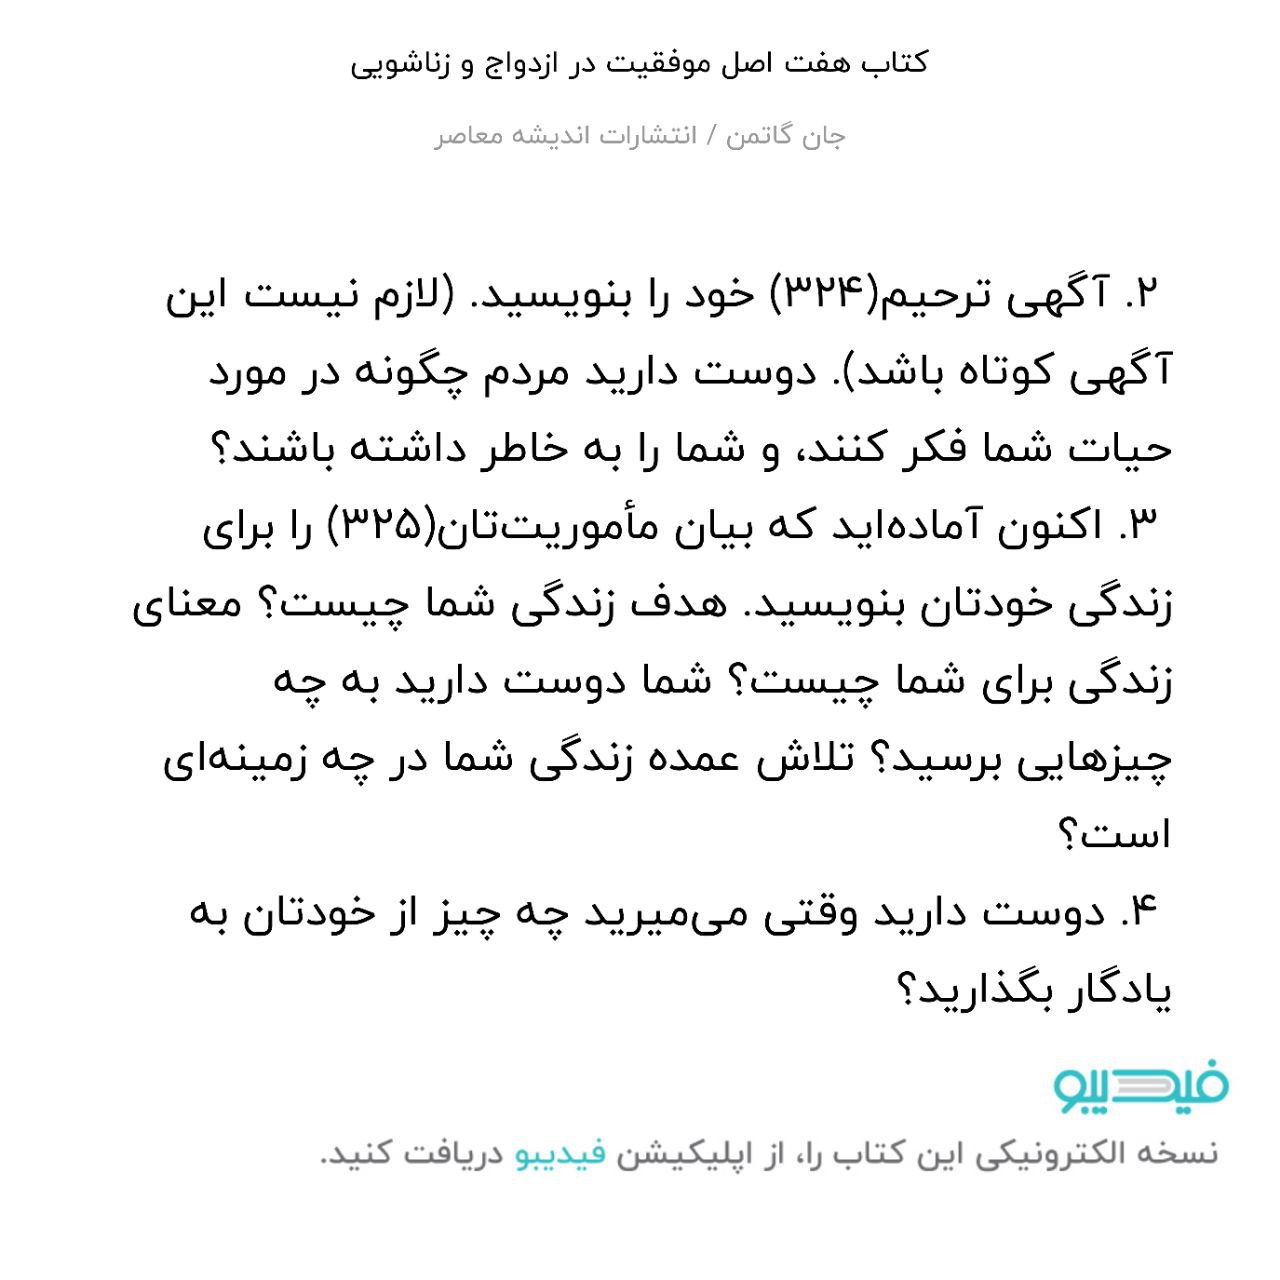 کتاب هفت اصل موفقیت در ازدواج و زناشویی
جان گاتمن / انتشارات اندیشه معاصر
۲. آگهی ترحیم(۳۲۴) خود را بنویسید. (لازم نیست این
آگهی کوتاه باشد). دوست دارید مردم چگونه در مورد
حیات شما فکر کنند، و شما را به خاطر داشته باشند؟
۳. اکنون آماده‌اید که بیان مأموریت‌تان(۳۲۵) را برای
زندگی خودتان بنویسید. هدف زندگی شما چیست؟ معنای
زندگی برای شما چیست؟ شما دوست دارید به چه
چیزهایی برسید؟ تلاش عمده زندگی شما در چه زمینه‌ای
است؟
۴. دوست دارید وقتی می‌میرید چه چیز از خودتان به
یادگار بگذارید؟
فیدیبو
نسخه الکترونیکی این کتاب را، از اپلیکیشن فیدیبو دریافت کنید.